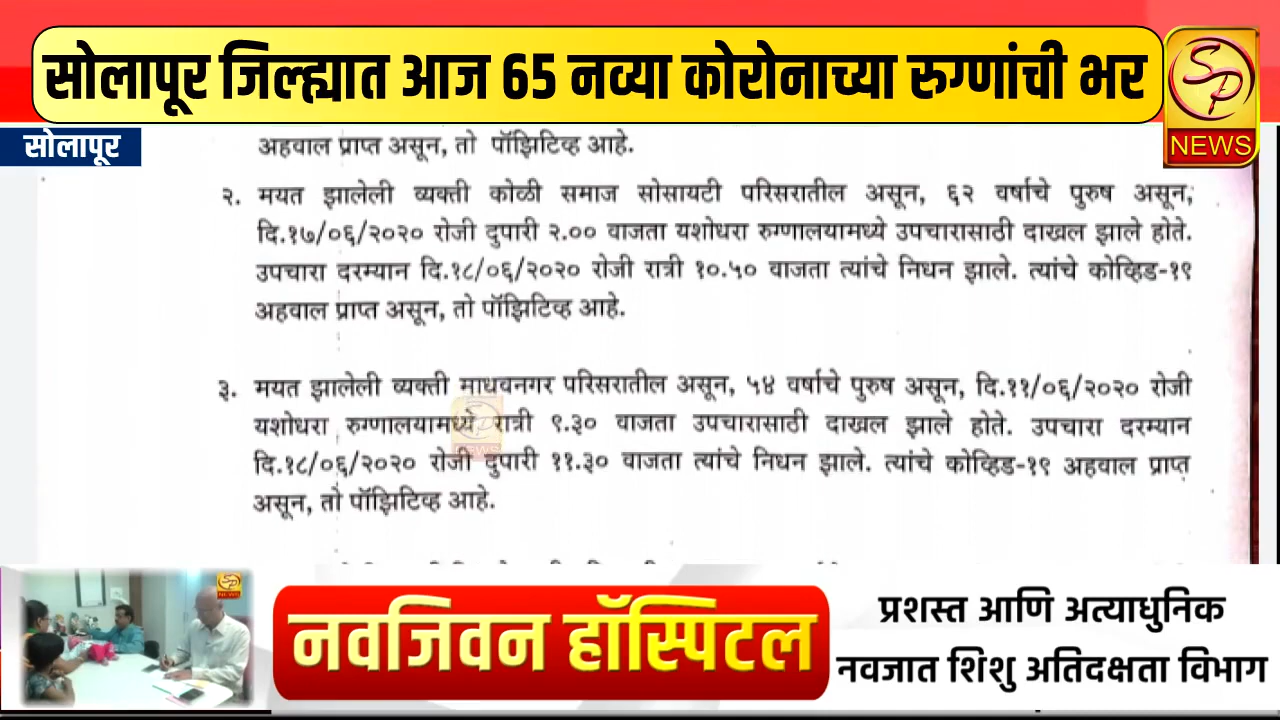 सोलापूर जिल्ह्यात आज 65 नव्या कोरोनाच्या रुग्णांची भर
SP
NEWS
सोलापूर
अहवाल प्राप्त असून, तो पॉझिटिव्ह आहे.
२. मयत झालेली व्यक्ती कोळी समाज सोसायटी परिसरातील असून, ६२ वर्षाचे पुरुष असून,
दि.१७/०६/२०२० रोजी दुपारी २.०० वाजता यशोधरा रुग्णालयामध्ये उपचारासाठी दाखल झाले होते.
उपचारा दरम्यान दि.१८/०६/२०२० रोजी रात्री १०.५० वाजता त्यांचे निधन झाले. त्यांचे कोव्हिड-१९
अहवाल प्राप्त असून, तो पॉझिटिव्ह आहे.
३. मयत झालेली व्यक्ती माधवनगर परिसरातील असून, ५४ वर्षाचे पुरुष असून, दि.११/०६/२०२० रोजी
यशोधरा रुग्णालयामध्ये रात्री ९.३० वाजता उपचारासाठी दाखल झाले होते. उपचारा दरम्यान
दि.१८/०६/२०२० रोजी दुपारी ११.३० वाजता त्यांचे निधन झाले. त्यांचे कोव्हिड-१९ अहवाल प्राप्त
असून, तो पॉझिटिव्ह आहे.
SP
NEWS
नवजिवन हॉस्पिटल
प्रशस्त आणि अत्याधुनिक
नवजात शिशु अतिदक्षता विभाग